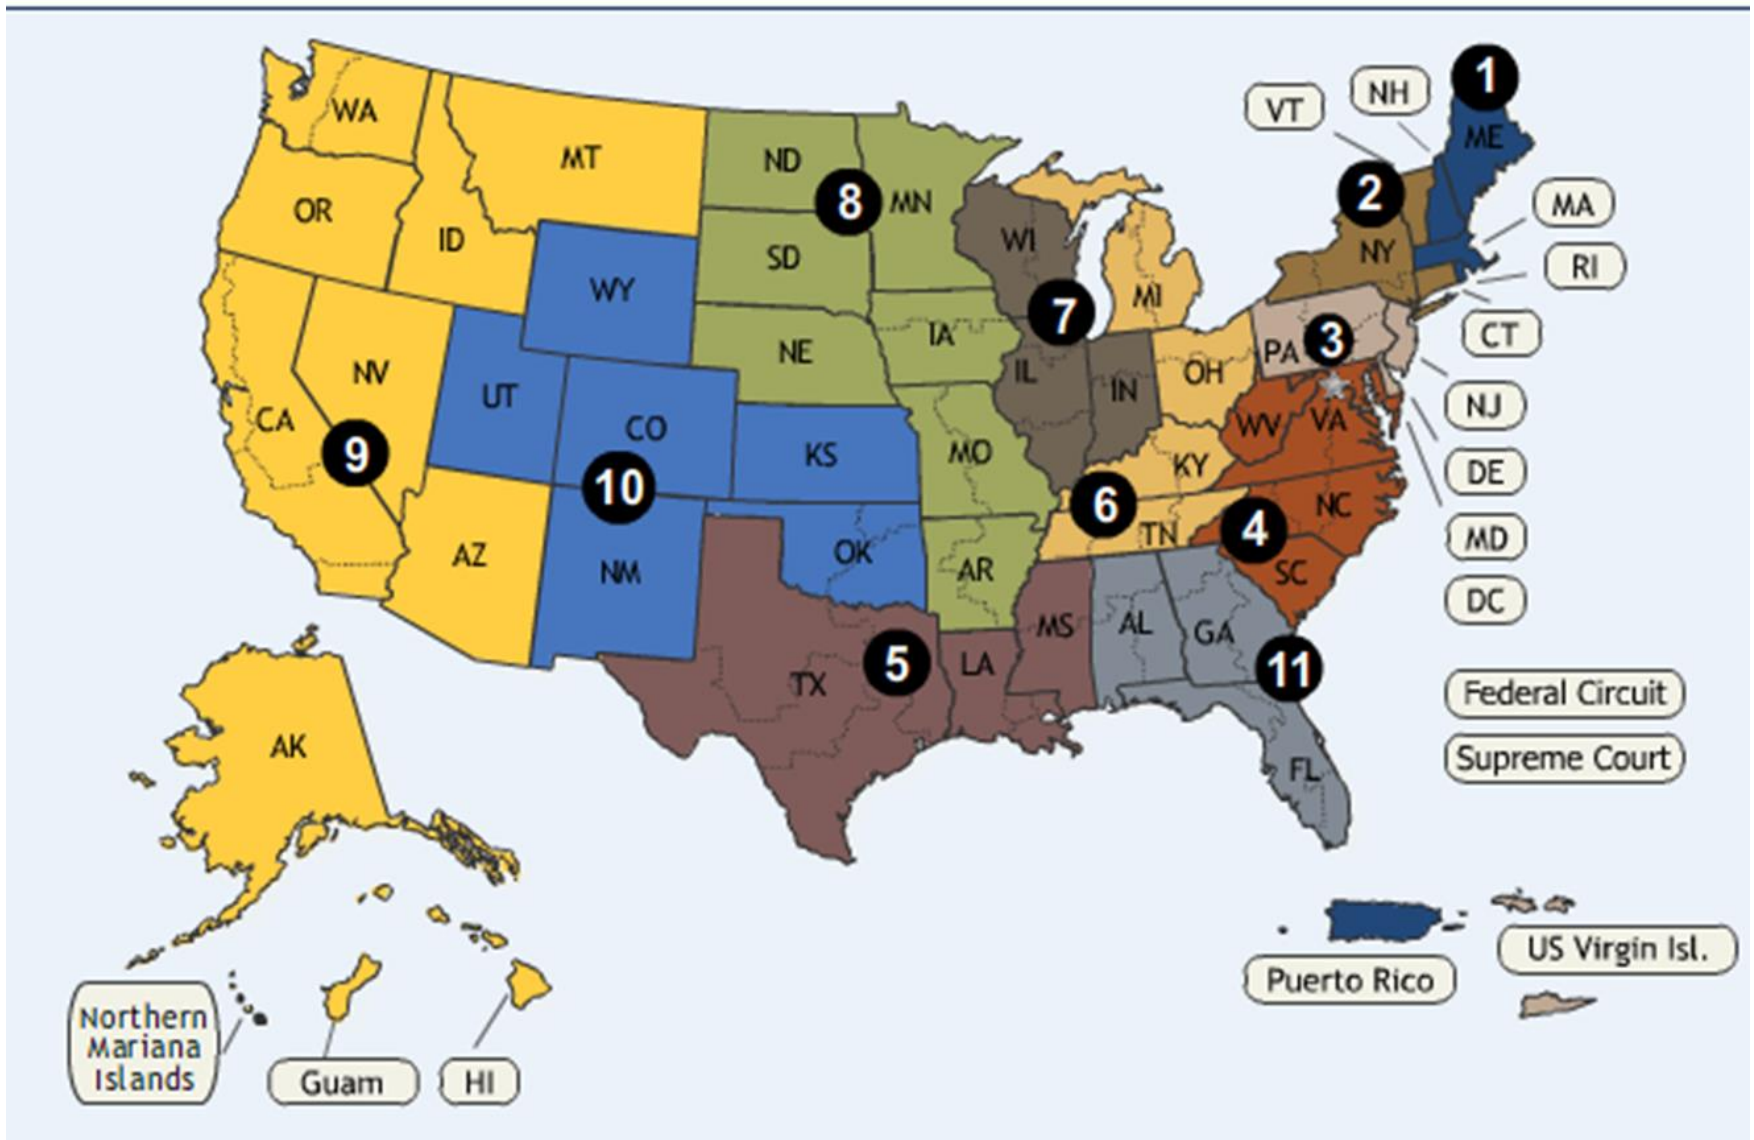 1
NH
VT
WA
ME
MT
ND
2
8
MN
MA
OR
ID
WI
NY
SD
RI
WY
MI
7
CT
3
IA
PA
NE
NV
IL
OH
IN
UT
NJ
CA
CO
WV
VA
9
KS
MO
KY
DE
10
6
NC
4
TN
MD
AZ
OK
AR
NM
SC
DC
MS
AL
GA
5
LA
11
TX
Federal Circuit
AK
Supreme Court
FL
US Virgin Isl.
Puerto Rico
Northern
Mariana
Islands
Guam
HI